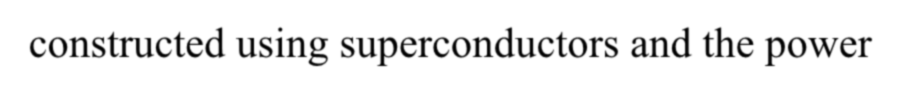 constructed using superconductors and the power